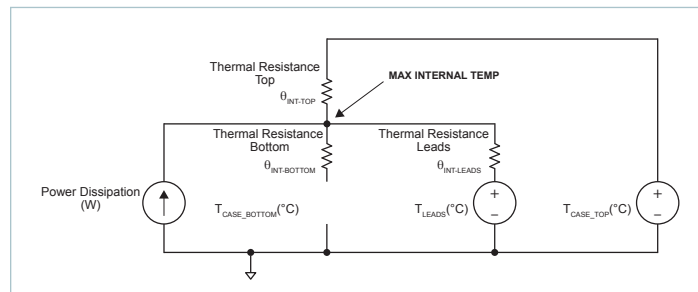 Thermal Resistance
Top
θINT-TOP
MAX INTERNAL TEMP
Thermal Resistance
Bottom
θINT-BOTTOM
Thermal Resistance
Leads
θINT-LEADS
Power Dissipation
(W)
TCASE_BOTTOM(°C)
TLEADS(°C)
+
–
TCASE_TOP(°C)
+
–